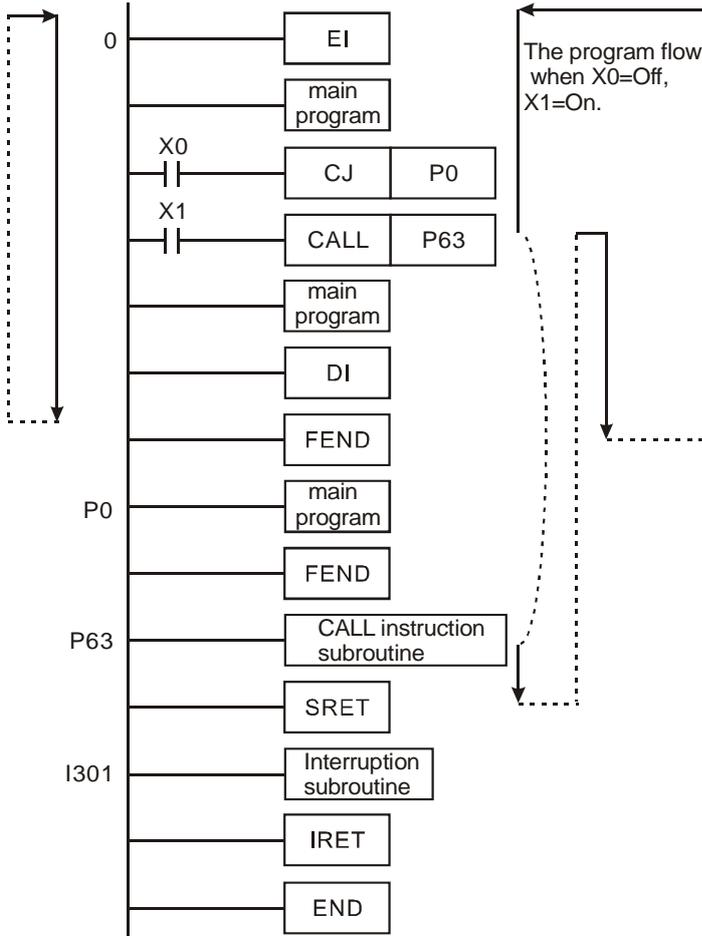 0
EI
The program flow
when X0=Off,
X1=On.
main
program
X0
CJ P0
X1
CALL P63
main
program
DI
FEND
P0
main
program
FEND
P63
CALL instruction
subroutine
SRET
I301
Interruption
subroutine
IRET
END